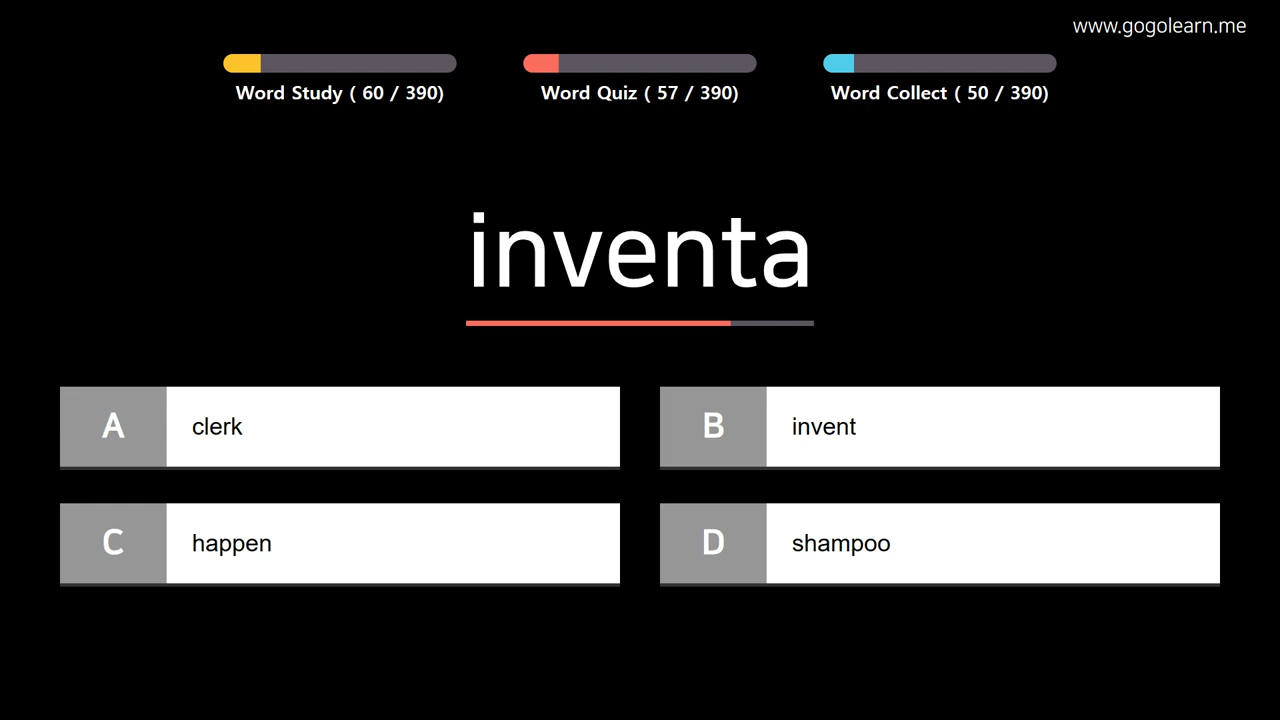 www.gogolearn.me
Word Study ( 60 / 390)
Word Quiz ( 57 / 390)
Word Collect ( 50 / 390)
inventa
A clerk
B invent
C happen
D shampoo